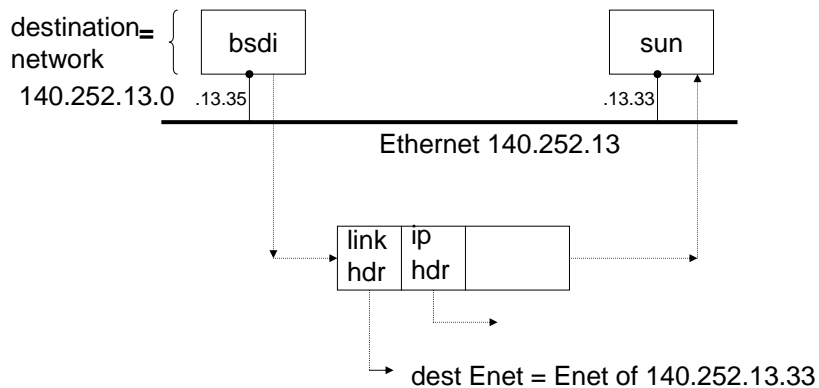 destination=
network
140.252.13.0
bsdi
sun
.13.35
.13.33
Ethernet 140.252.13
link
hdr
ip
hdr
dest Enet = Enet of 140.252.13.33